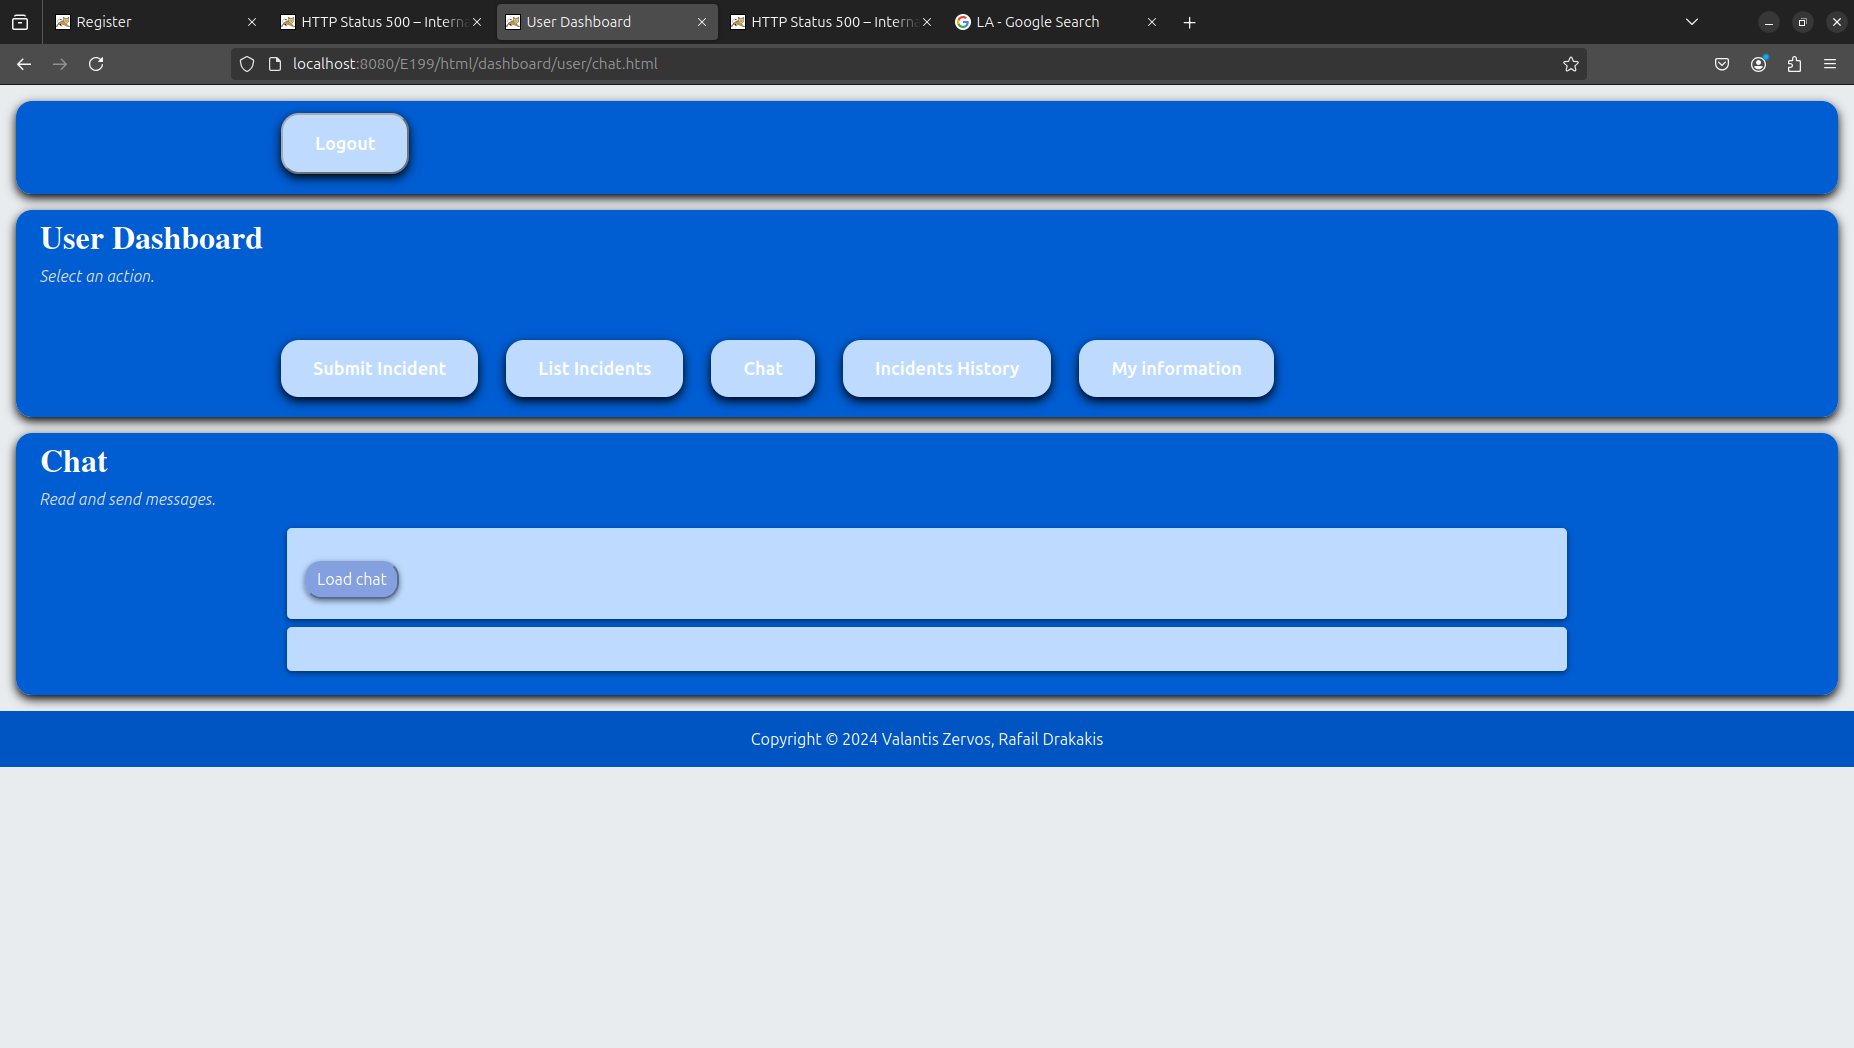 Register
HTTP Status 500 – Intern
User Dashboard
HTTP Status 500 – Intern
LA - Google Search
localhost:8080/E199/html/dashboard/user/chat.html
Logout
User Dashboard
Select an action.
Submit Incident
List Incidents
Chat
Incidents History
My information
Chat
Read and send messages.
Load chat
Copyright © 2024 Valantis Zervos, Rafail Drakakis